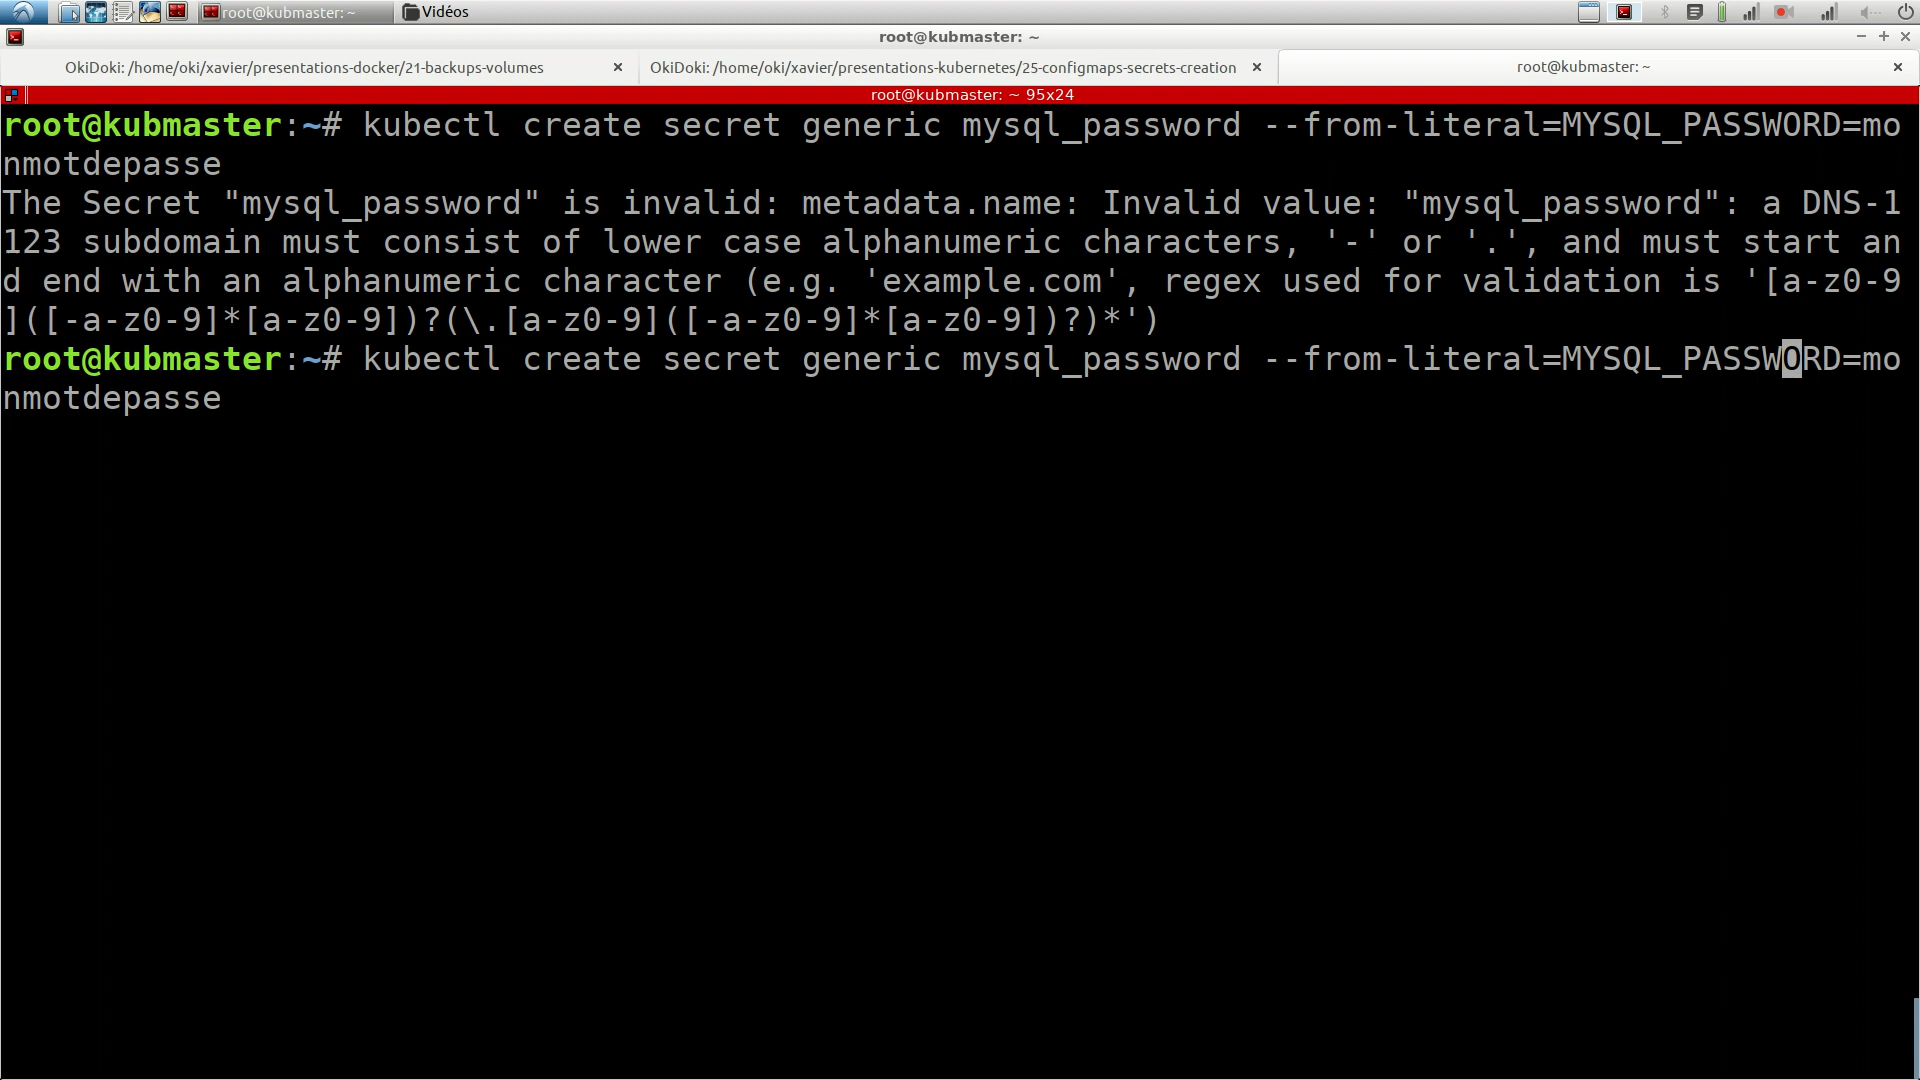 root@kubmaster: ~
Vidéos
root@kubmaster: ~
OkiDoki: /home/oki/xavier/presentations-docker/21-backups-volumes
OkiDoki: /home/oki/xavier/presentations-kubernetes/25-configmaps-secrets-creation
root@kubmaster: ~
root@kubmaster: ~ 95x24
root@kubmaster:~# kubectl create secret generic mysql_password --from-literal=MYSQL_PASSWORD=mo
nmotdepasse
The Secret "mysql_password" is invalid: metadata.name: Invalid value: "mysql_password": a DNS-1
123 subdomain must consist of lower case alphanumeric characters, '-' or '.', and must start an
d end with an alphanumeric character (e.g. 'example.com', regex used for validation is '[a-z0-9
]([-a-z0-9]*[a-z0-9])?(\.[a-z0-9]([-a-z0-9]*[a-z0-9])?)*')
root@kubmaster:~# kubectl create secret generic mysql_password --from-literal=MYSQL_PASSWORD=mo
nmotdepasse